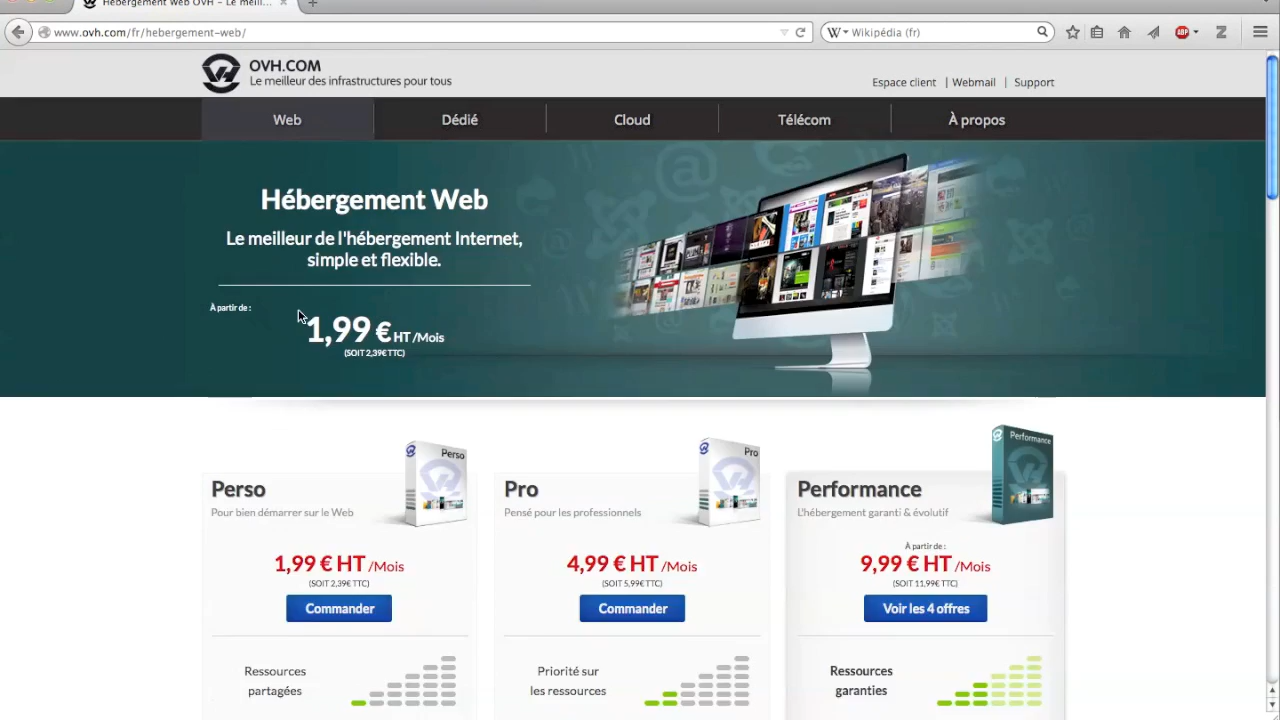 Hébergement Web OVH - Le meill...
www.ovh.com/fr/hebergement-web/
Wikipédia (fr)
ABP
OVH.COM
Le meilleur des infrastructures pour tous
Espace client | Webmail | Support
Web
Dédié
Cloud
Télécom
À propos
Hébergement Web
Le meilleur de l'hébergement Internet,
simple et flexible.
À partir de :
1,99 € HT /Mois
(SOIT 2,39€ TTC)
Perso
Pro
Performance
Perso
Pour bien démarrer sur le Web
1,99 € HT /Mois
(SOIT 2,39€ TTC)
Commander
Ressources
partagées
Pro
Pensé pour les professionnels
4,99 € HT /Mois
(SOIT 5,99€ TTC)
Commander
Priorité sur
les ressources
Performance
L'hébergement garanti & évolutif
À partir de :
9,99 € HT /Mois
(SOIT 11,99€ TTC)
Voir les 4 offres
Ressources
garanties